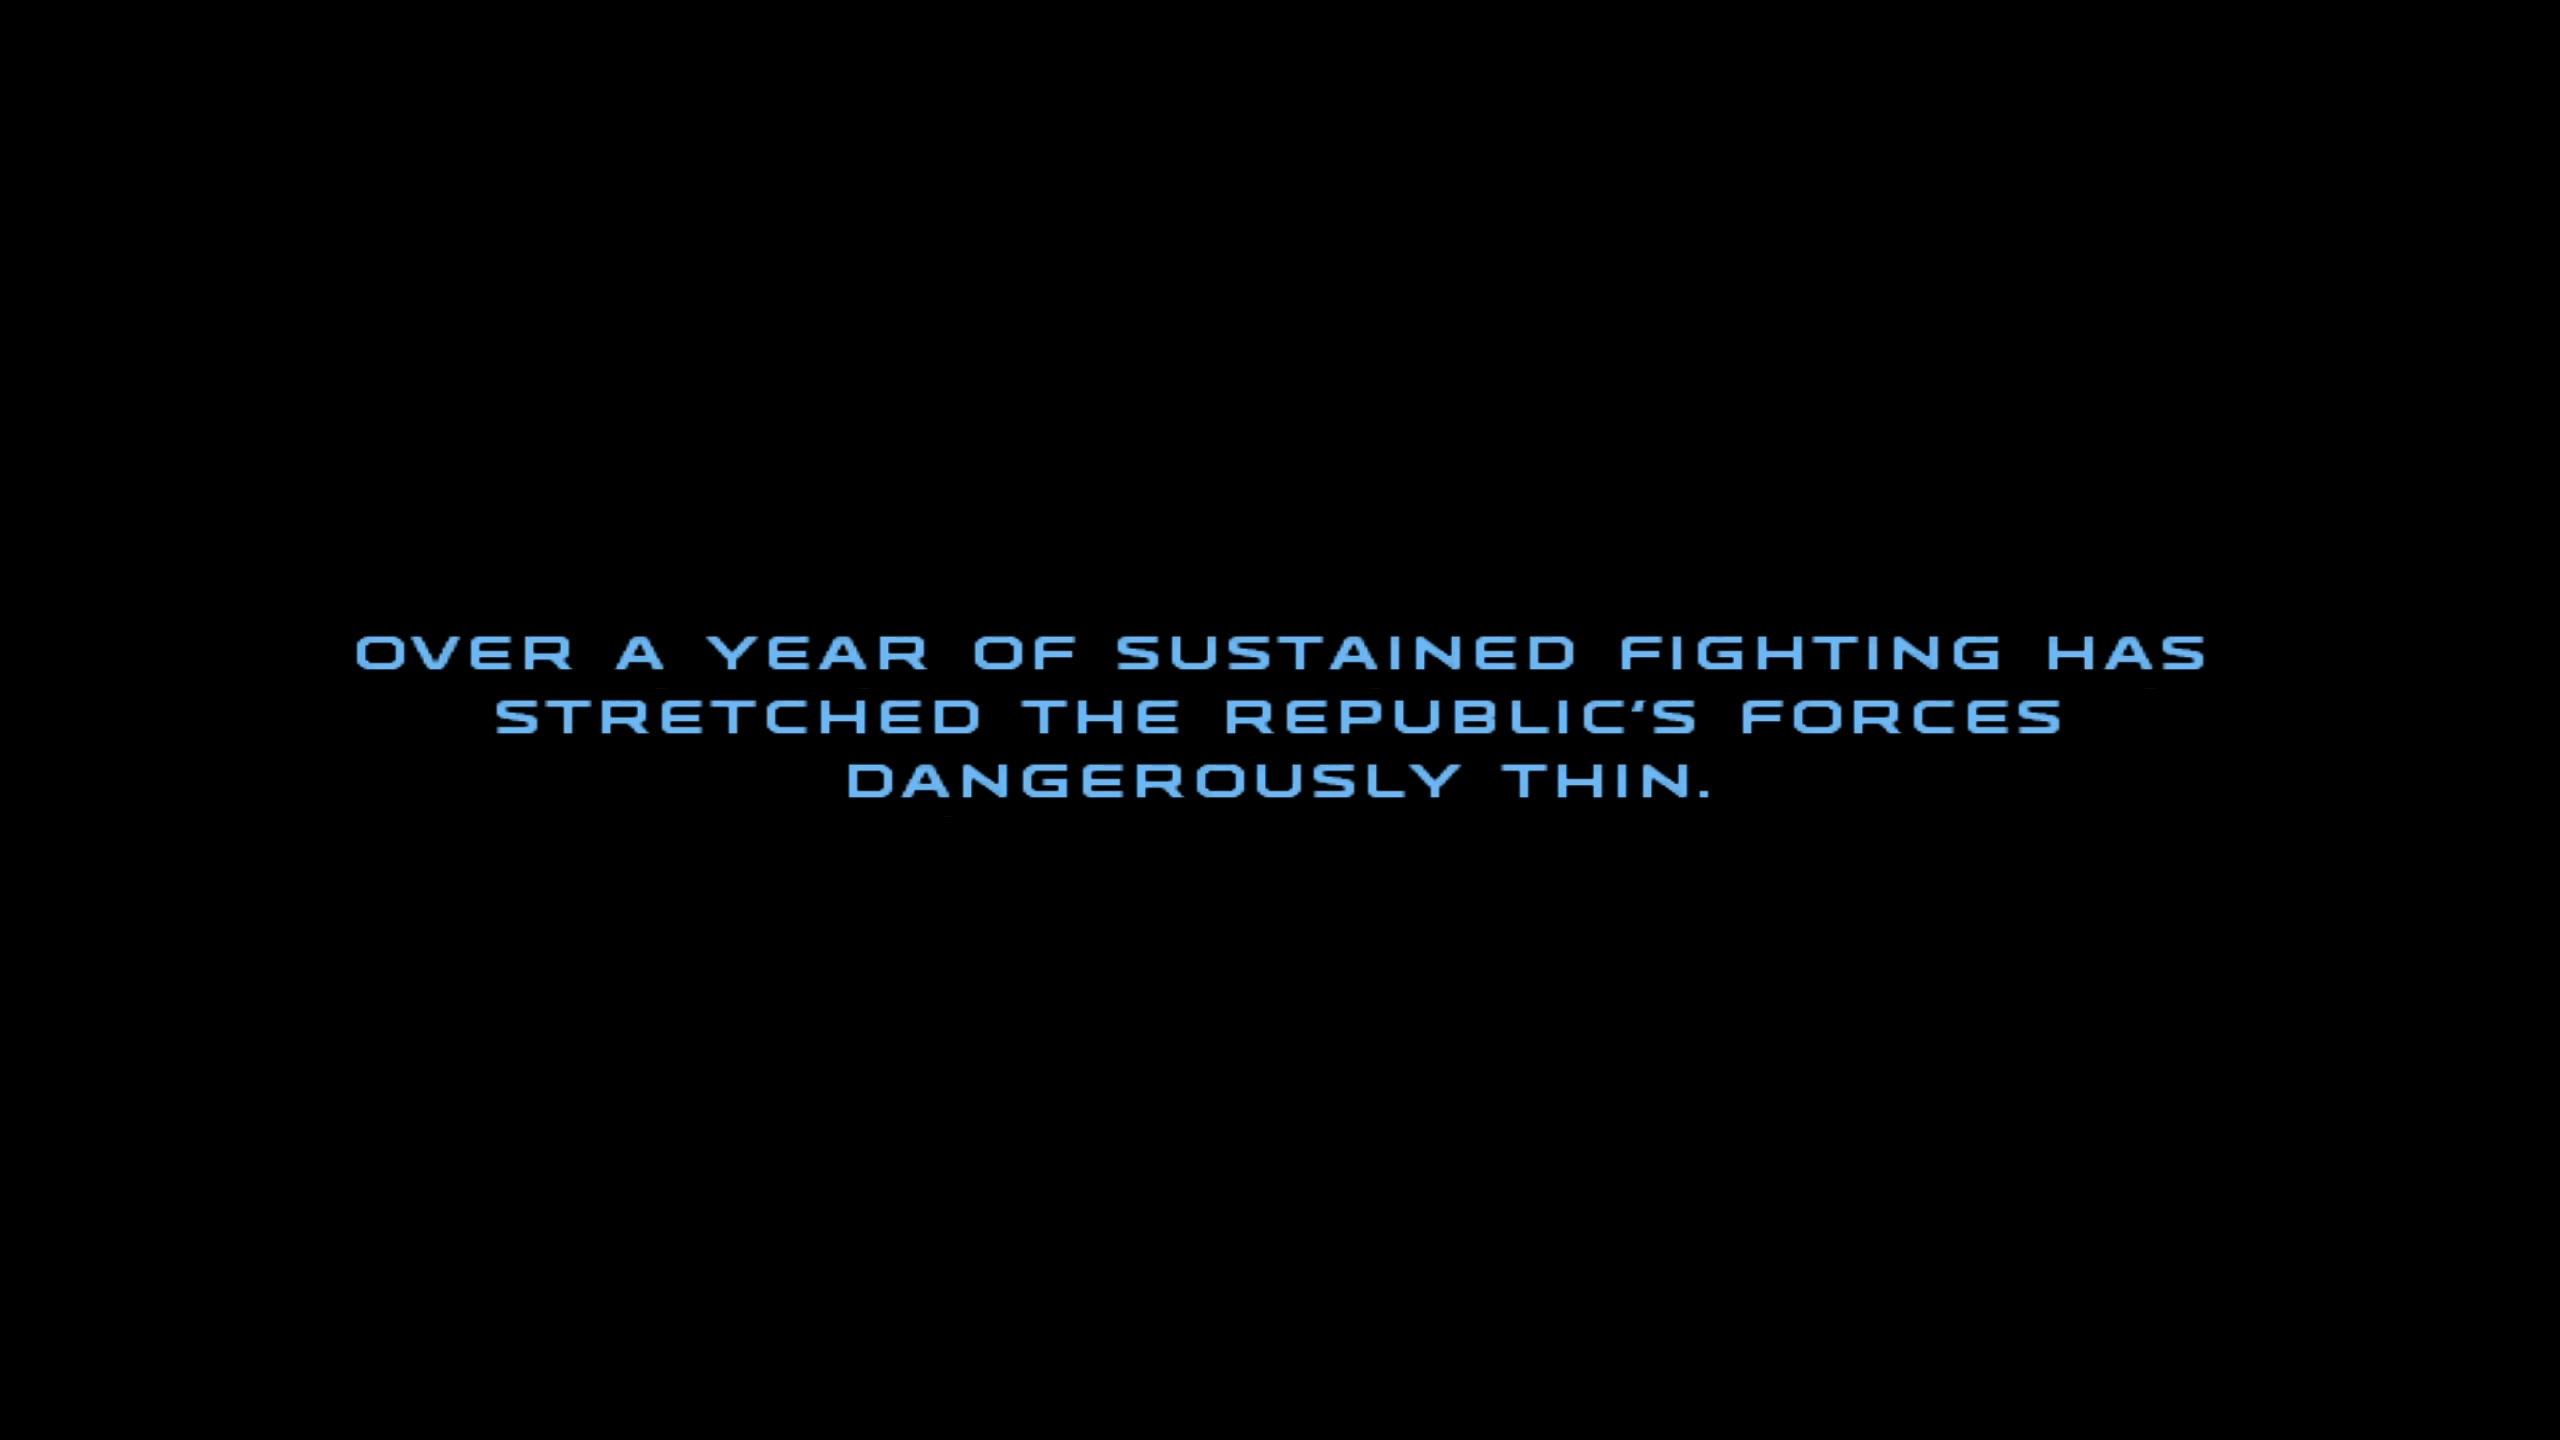 OVER A YEAR OF SUSTAINED FIGHTING HAS
STRETCHED THE REPUBLIC'S FORCES
DANGEROUSLY THIN.